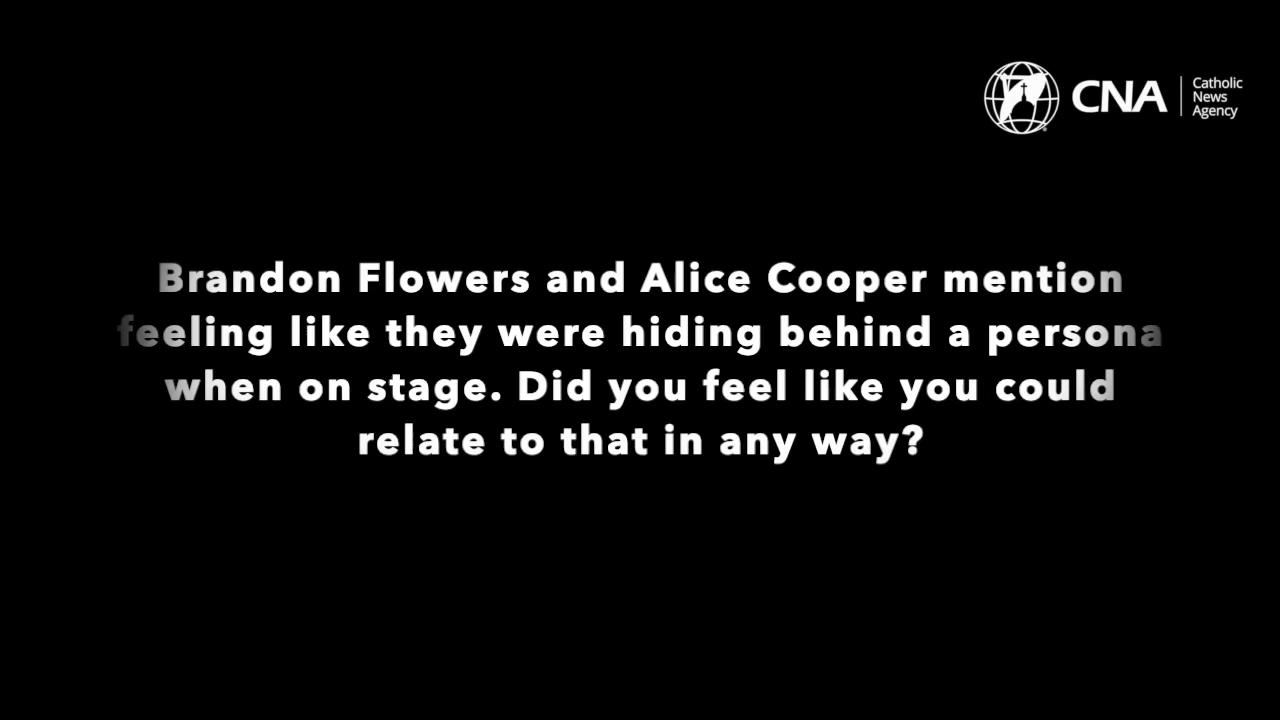 CNA
Catholic
News
Agency
Brandon Flowers and Alice Cooper mention
feeling like they were hiding behind a persona
when on stage. Did you feel like you could
relate to that in any way?